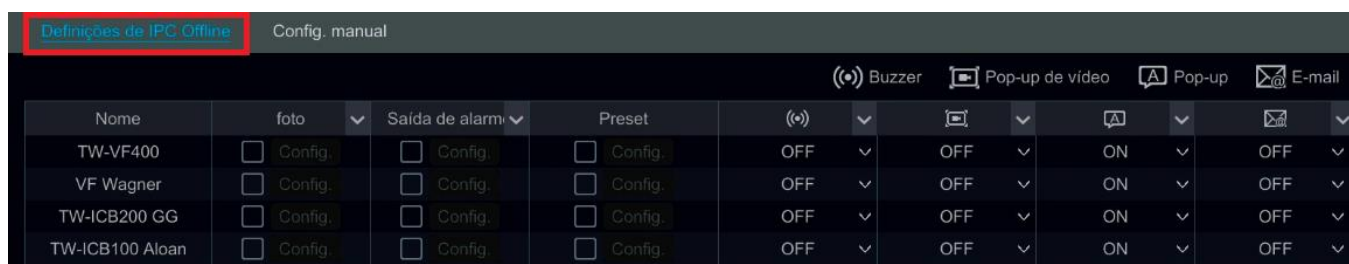 Definições de IPC Offline Config. manual
Buzzer Pop-up de vídeo A Pop-up E-mail
Nome foto Saída de alarm Preset A
TW-VF400 Config. Config. Config. OFF OFF ON OFF
VF Wagner Config. Config. Config. OFF OFF ON OFF
TW-ICB200 GG Config. Config. Config. OFF OFF ON OFF
TW-ICB100 Aloan Config. Config. Config. OFF OFF ON OFF